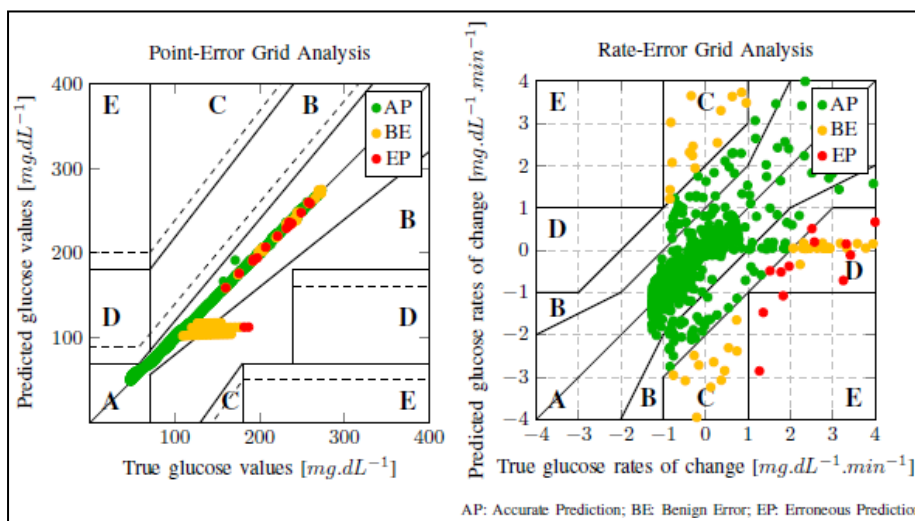 Point-Error Grid Analysis
Predicted glucose values [mg.dL−1]
400
300
200
100
E
C
B
AP
BE
EP
B
D
D
A
C
E
100
200
300
400
True glucose values [mg.dL−1]
Rate-Error Grid Analysis
Predicted glucose rates of change [mg.dL−1.min−1]
4
3
2
1
0
−1
−2
−3
−4
E
C
AP
BE
EP
D
D
B
A
B
C
E
−4
−3
−2
−1
0
1
2
3
4
True glucose rates of change [mg.dL−1.min−1]
AP: Accurate Prediction; BE: Benign Error; EP: Erroneous Prediction